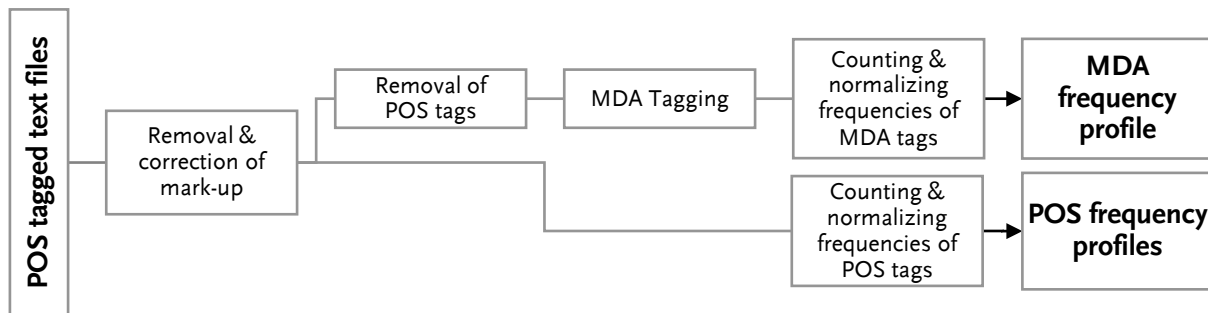 POS tagged text files
Removal &
correction of
mark-up
Removal of
POS tags
MDA Tagging
Counting &
normalizing
frequencies of
MDA tags
MDA
frequency
profile
Counting &
normalizing
frequencies of
POS tags
POS frequency
profiles